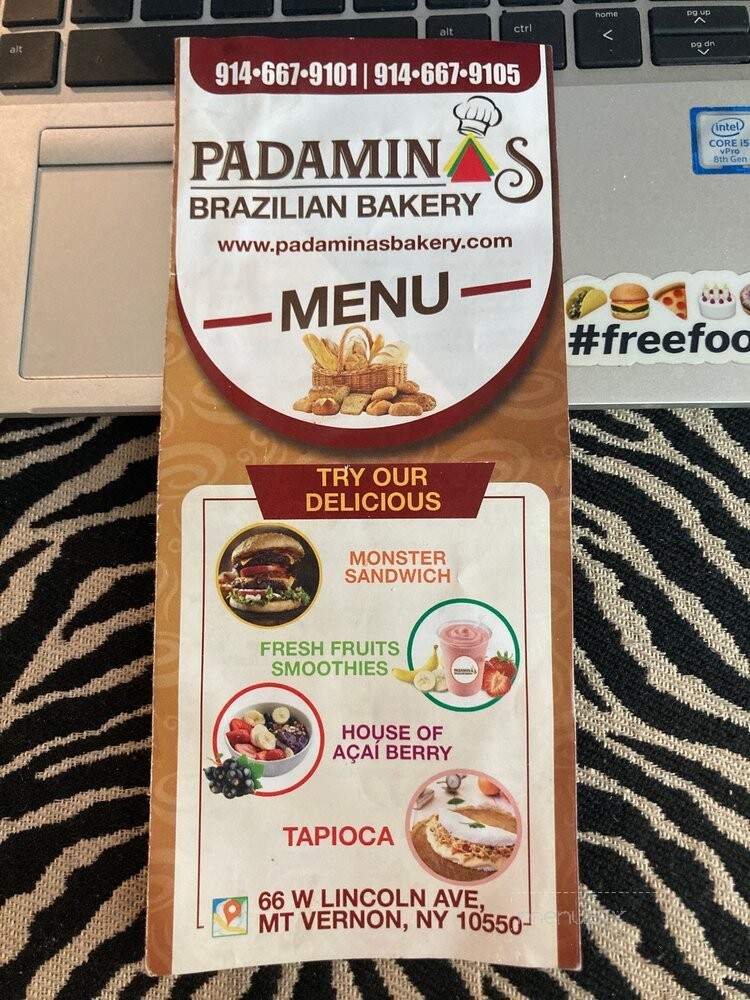 alt
alt
ctrl
home
<
pg up
pg dn
intel
CORE i5
vPro
8th Gen
914•667•9101 | 914•667•9105
PADAMINAS
BRAZILIAN BAKERY
www.padaminasbakery.com
MENU
#freefoo
TRY OUR
DELICIOUS
MONSTER
SANDWICH
FRESH FRUITS
SMOOTHIES
HOUSE OF
AÇAÍ BERRY
TAPIOCA
66 W LINCOLN AVE,
MT VERNON, NY 10550